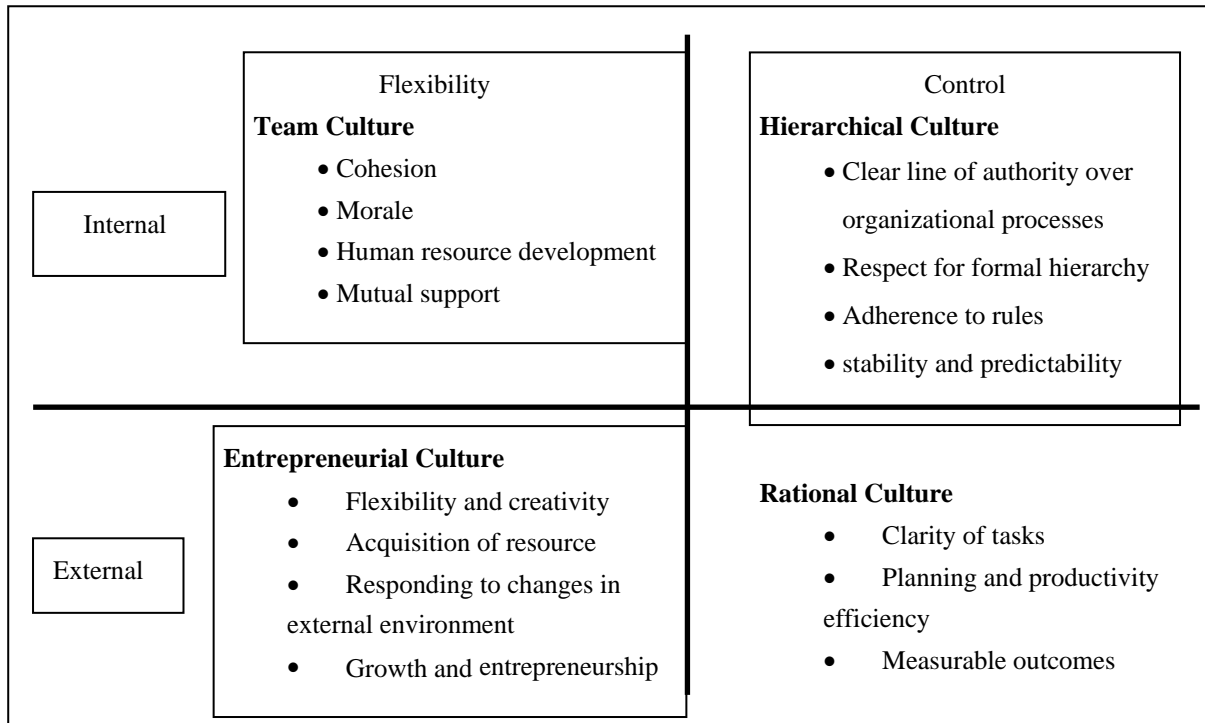 Flexibility
Team Culture
• Cohesion
• Morale
• Human resource development
• Mutual support
Control
Hierarchical Culture
• Clear line of authority over
organizational processes
• Respect for formal hierarchy
• Adherence to rules
• stability and predictability
Internal
Entrepreneurial Culture
• Flexibility and creativity
• Acquisition of resource
• Responding to changes in
external environment
• Growth and entrepreneurship
Rational Culture
• Clarity of tasks
• Planning and productivity
efficiency
• Measurable outcomes
External